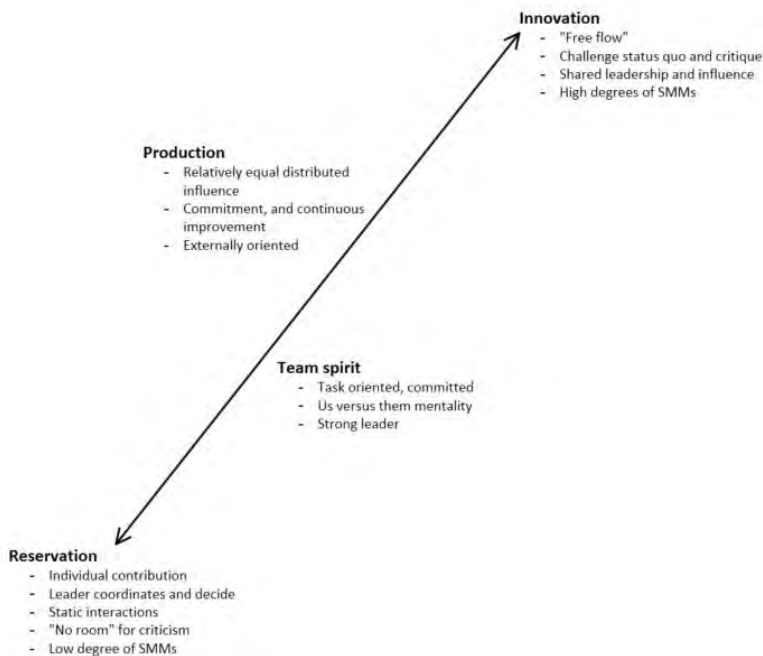 Innovation
- "Free flow"
- Challenge status quo and critique
- Shared leadership and influence
- High degrees of SMMs
Production
- Relatively equal distributed
influence
- Commitment, and continuous
improvement
- Externally oriented
Team spirit
- Task oriented, committed
- Us versus them mentality
- Strong leader
Reservation
- Individual contribution
- Leader coordinates and decide
- Static interactions
- "No room" for criticism
- Low degree of SMMs